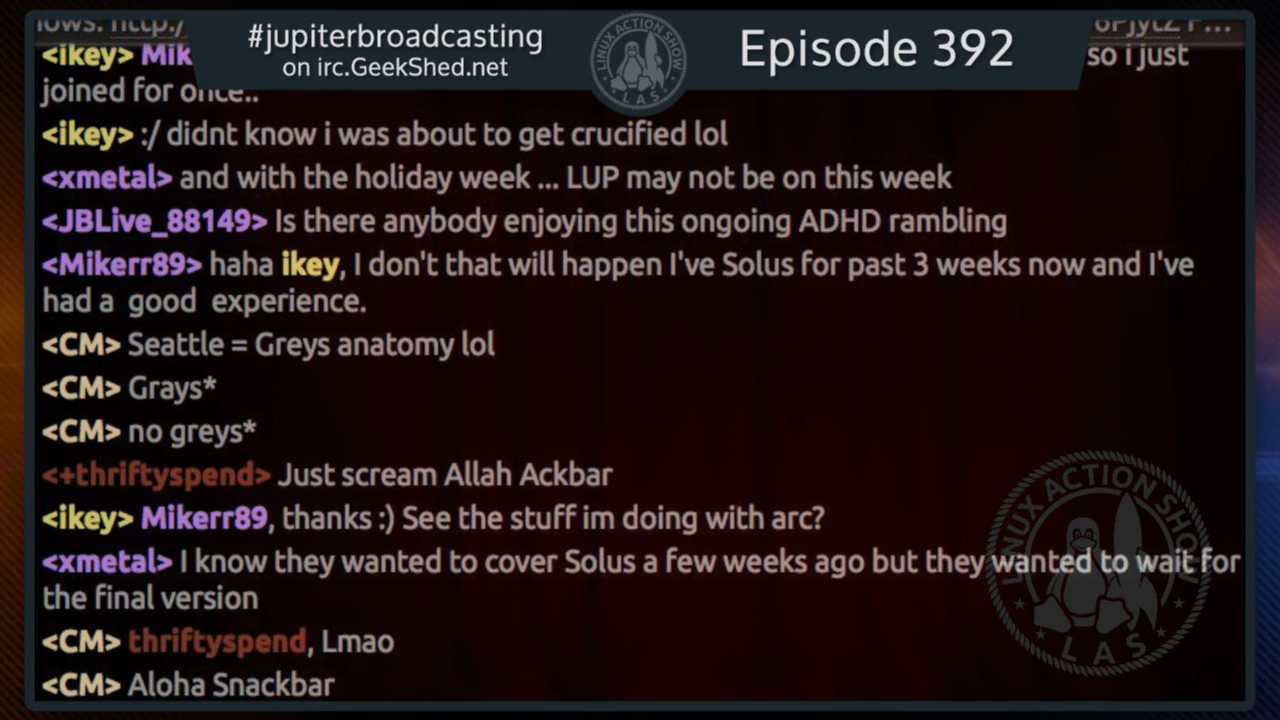 #jupiterbroadcasting
on irc.GeekShed.net
LINUX ACTION SHOW
LAS
Episode 392
<ikey> Mik so i just
joined for once..
<ikey> :/ didnt know i was about to get crucified lol
<xmetal> and with the holiday week ... LUP may not be on this week
<JBLive_88149> Is there anybody enjoying this ongoing ADHD rambling
<Mikerr89> haha ikey, I don't that will happen I've Solus for past 3 weeks now and I've
had a good experience.
<CM> Seattle = Greys anatomy lol
<CM> Grays*
<CM> no greys*
<+thriftyspend> Just scream Allah Ackbar
<ikey> Mikerr89, thanks :) See the stuff im doing with arc?
<xmetal> I know they wanted to cover Solus a few weeks ago but they wanted to wait for
the final version
<CM> thriftyspend, Lmao
<CM> Aloha Snackbar
LINUX ACTION SHOW
LAS